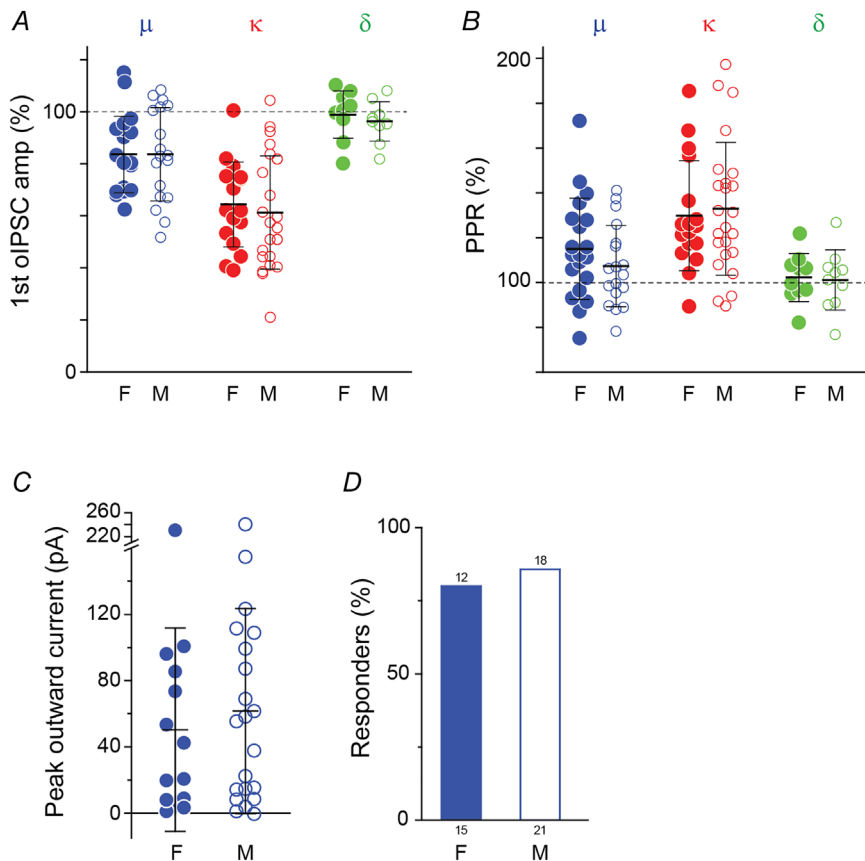 A
μ
κ
δ
1st oIPSC amp (%)
100
0
F
M
F
M
F
M
B
μ
κ
δ
PPR (%)
200
100
F
M
F
M
F
M
C
Peak outward current (pA)
260
220
120
80
40
0
F
M
D
Responders (%)
100
50
0
12
18
15
21
F
M